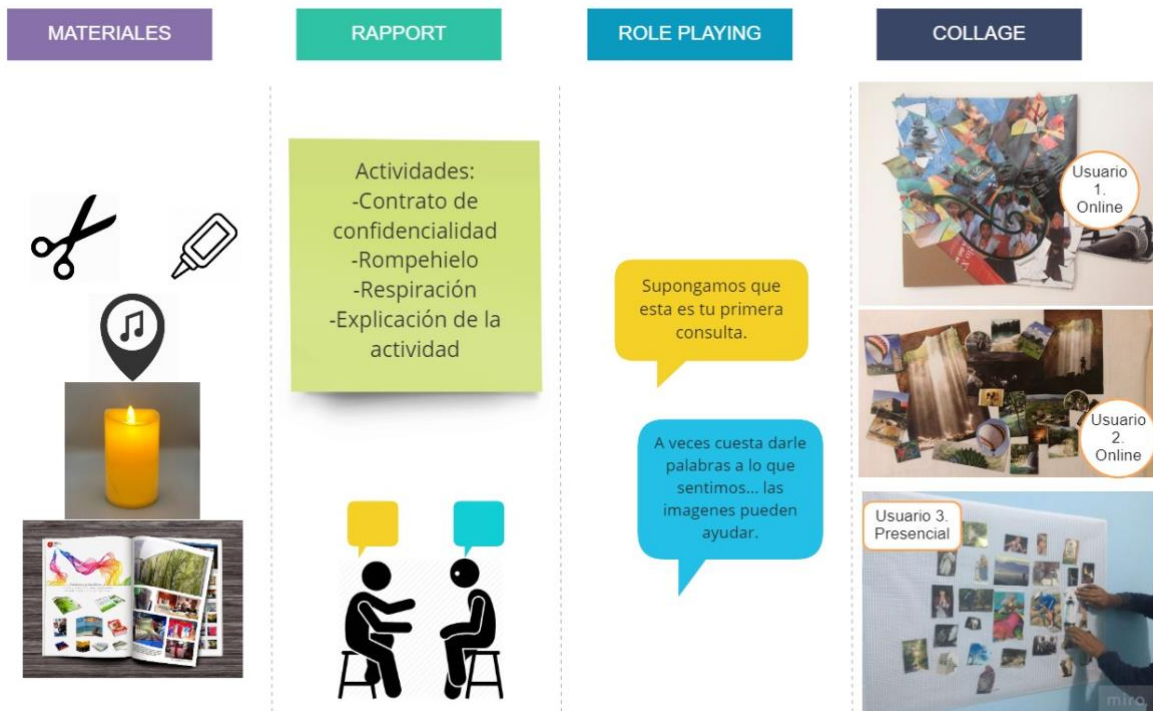 MATERIALES
RAPPORT
ROLE PLAYING
COLLAGE
Actividades:
-Contrato de
confidencialidad
-Rompehielo
-Respiración
-Explicación de la
actividad
Supongamos que
esta es tu primera
consulta.
A veces cuesta darle
palabras a lo que
sentimos... las
imagenes pueden
ayudar.
Usuario
1.
Online
Usuario
2.
Online
Usuario 3.
Presencial
miro